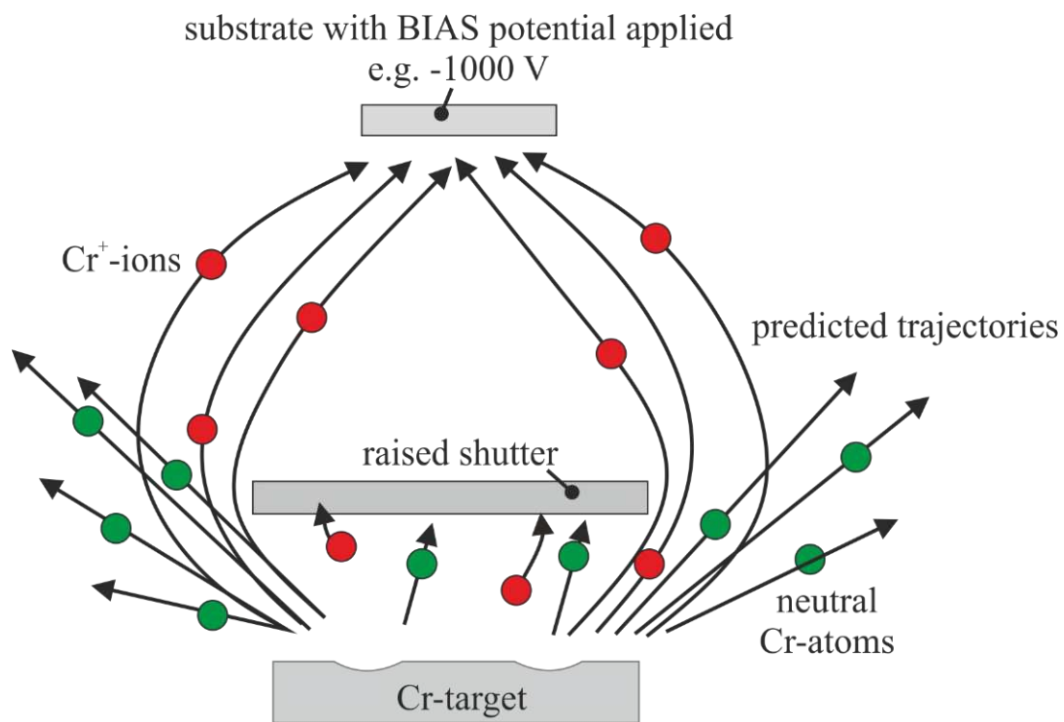 substrate with BIAS potential applied
e.g. -1000 V
Cr⁺-ions
predicted trajectories
raised shutter
neutral
Cr-atoms
Cr-target